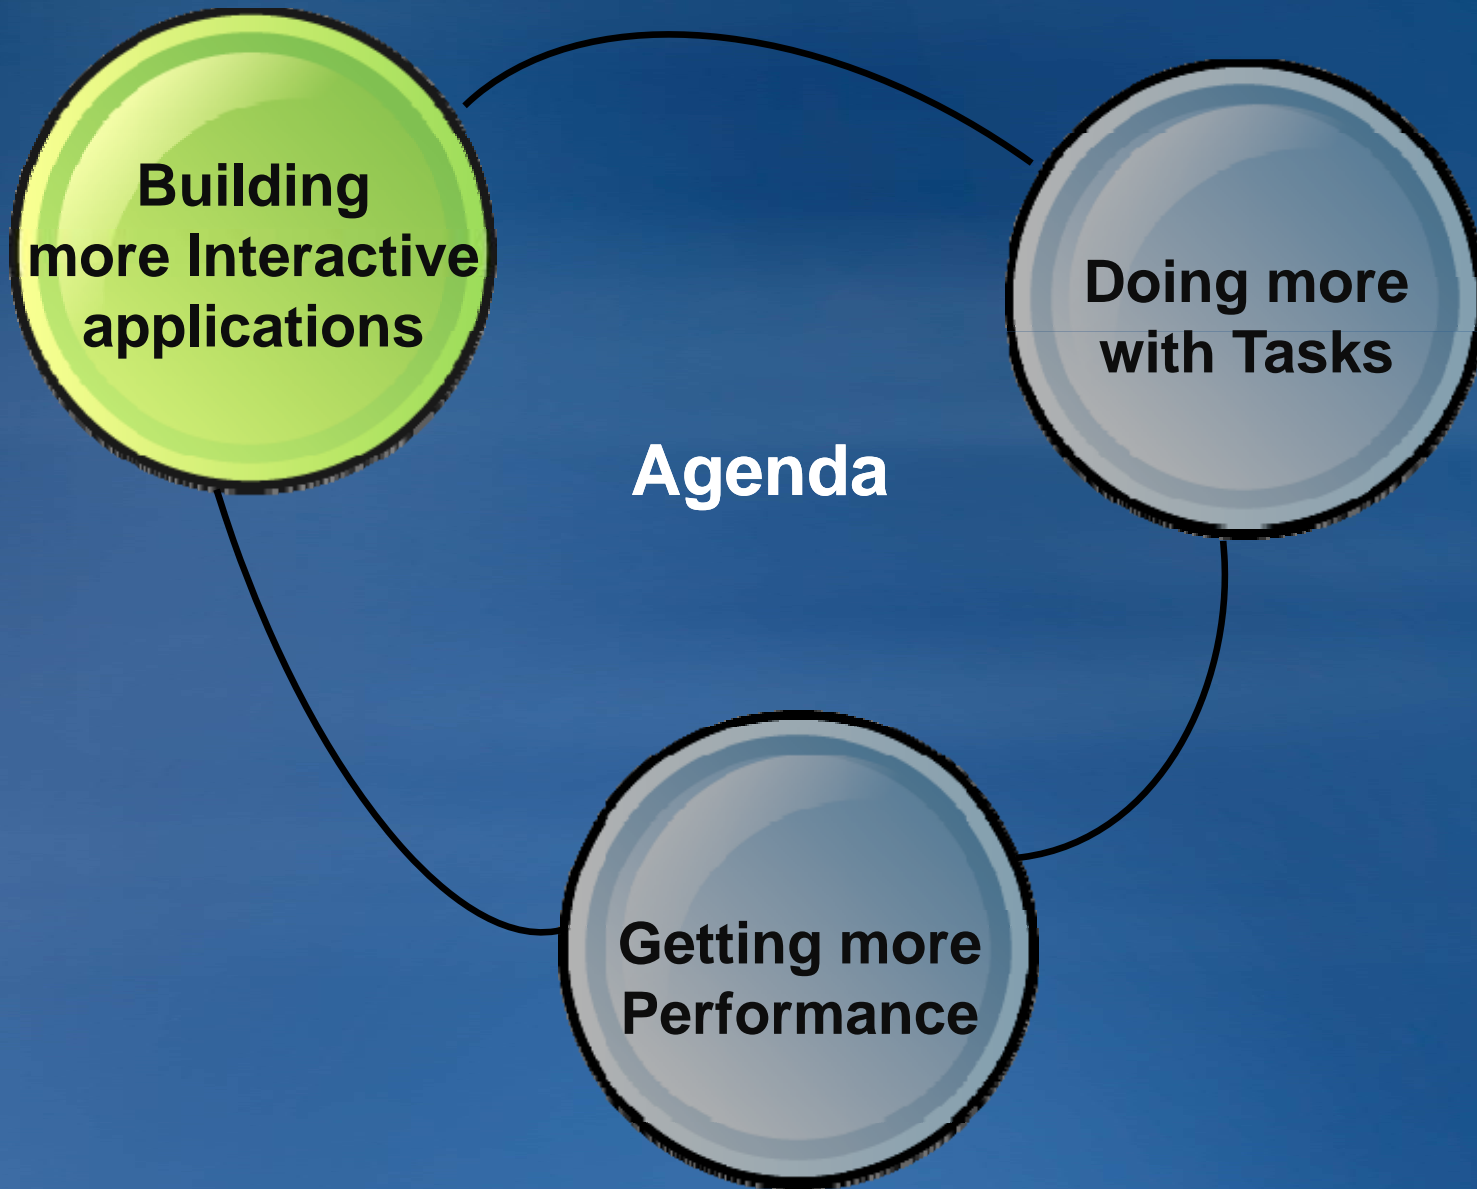 Building
more Interactive
applications
Doing more
with Tasks
Agenda
Getting more
Performance